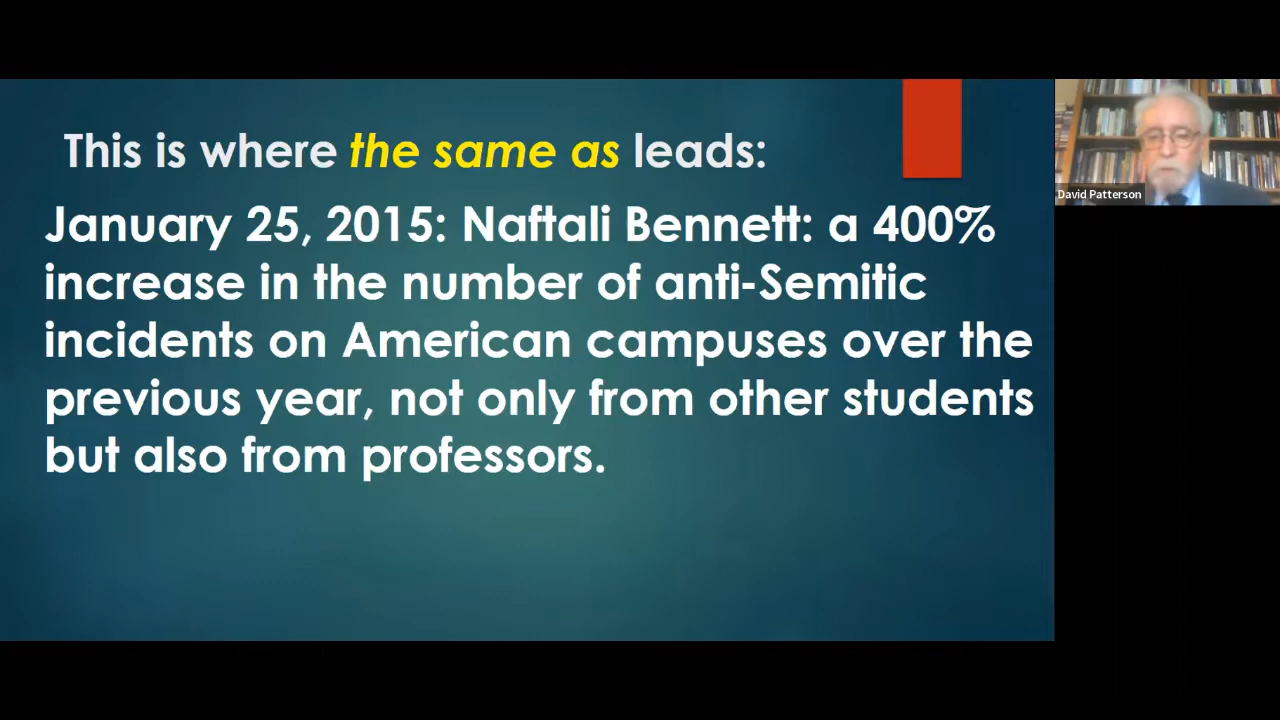 This is where the same as leads:
January 25, 2015: Naftali Bennett: a 400%
increase in the number of anti-Semitic
incidents on American campuses over the
previous year, not only from other students
but also from professors.
David Patterson